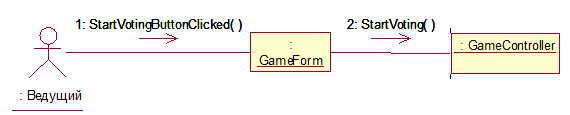 1: StartVotingButtonClicked( )
2: StartVoting( )
:
GameForm
: GameController
: Ведущий